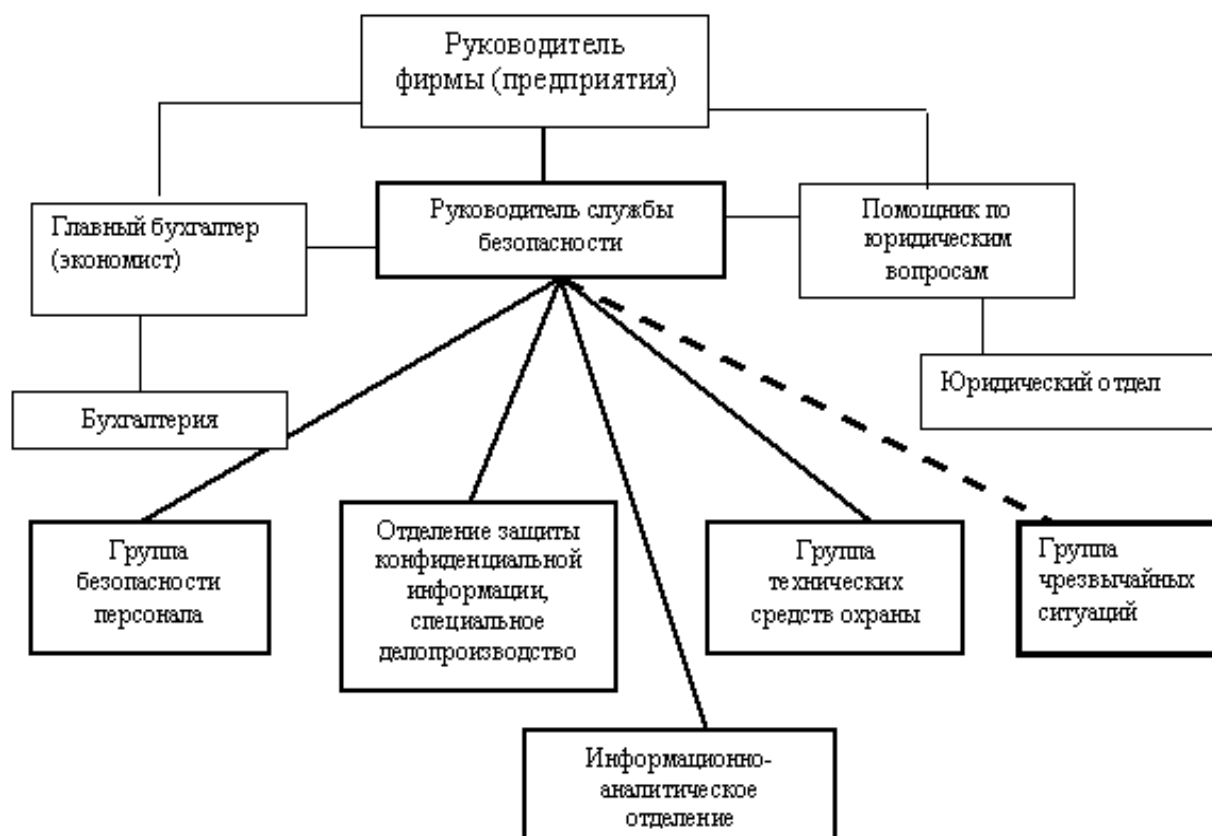 Руководитель
фирмы (предприятия)
Главный бухгалтер
(экономист)
Руководитель службы
безопасности
Помощник по
юридическим
вопросам
Бухгалтерия
Юридический отдел
Группа
безопасности
персонала
Отделение защиты
конфиденциальной
информации,
специальное
делопроизводство
Группа
технических
средств охраны
Группа
чрезвычайных
ситуаций
Информационно-
аналитическое
отделение